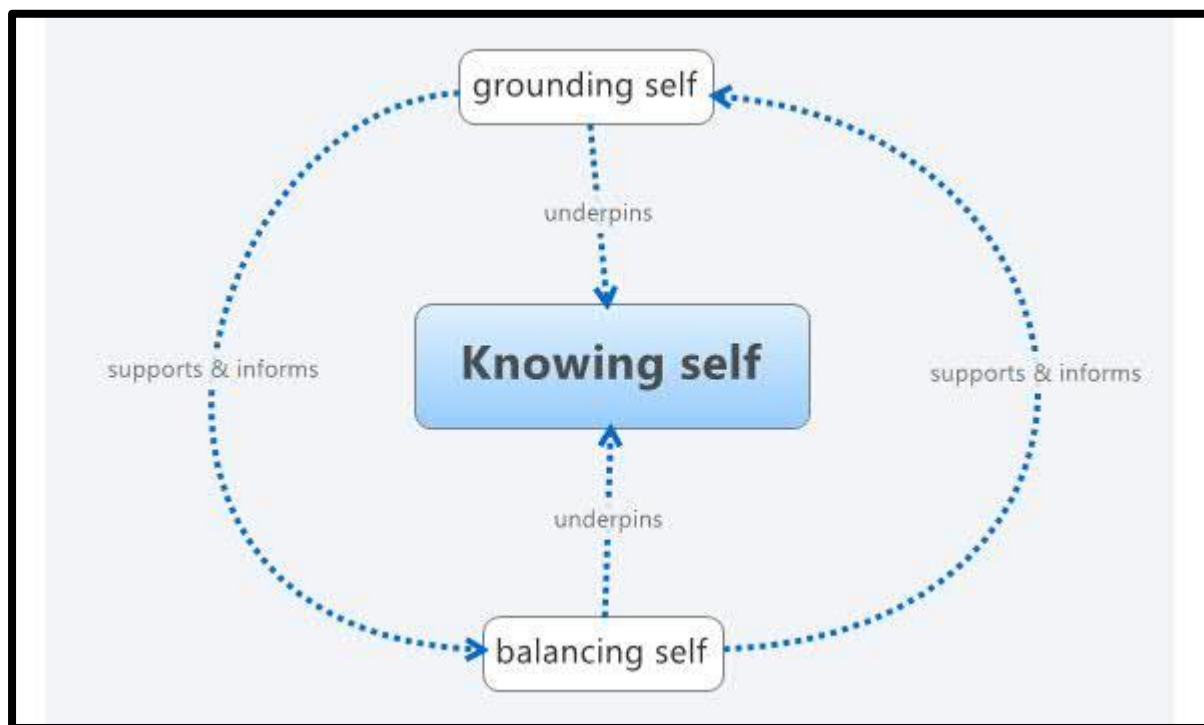 grounding self
underpins
Knowing self
supports & informs
supports & informs
underpins
balancing self